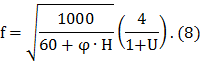 f = √(1000 / (60 + φ · H)) (4 / (1+U)). (8)